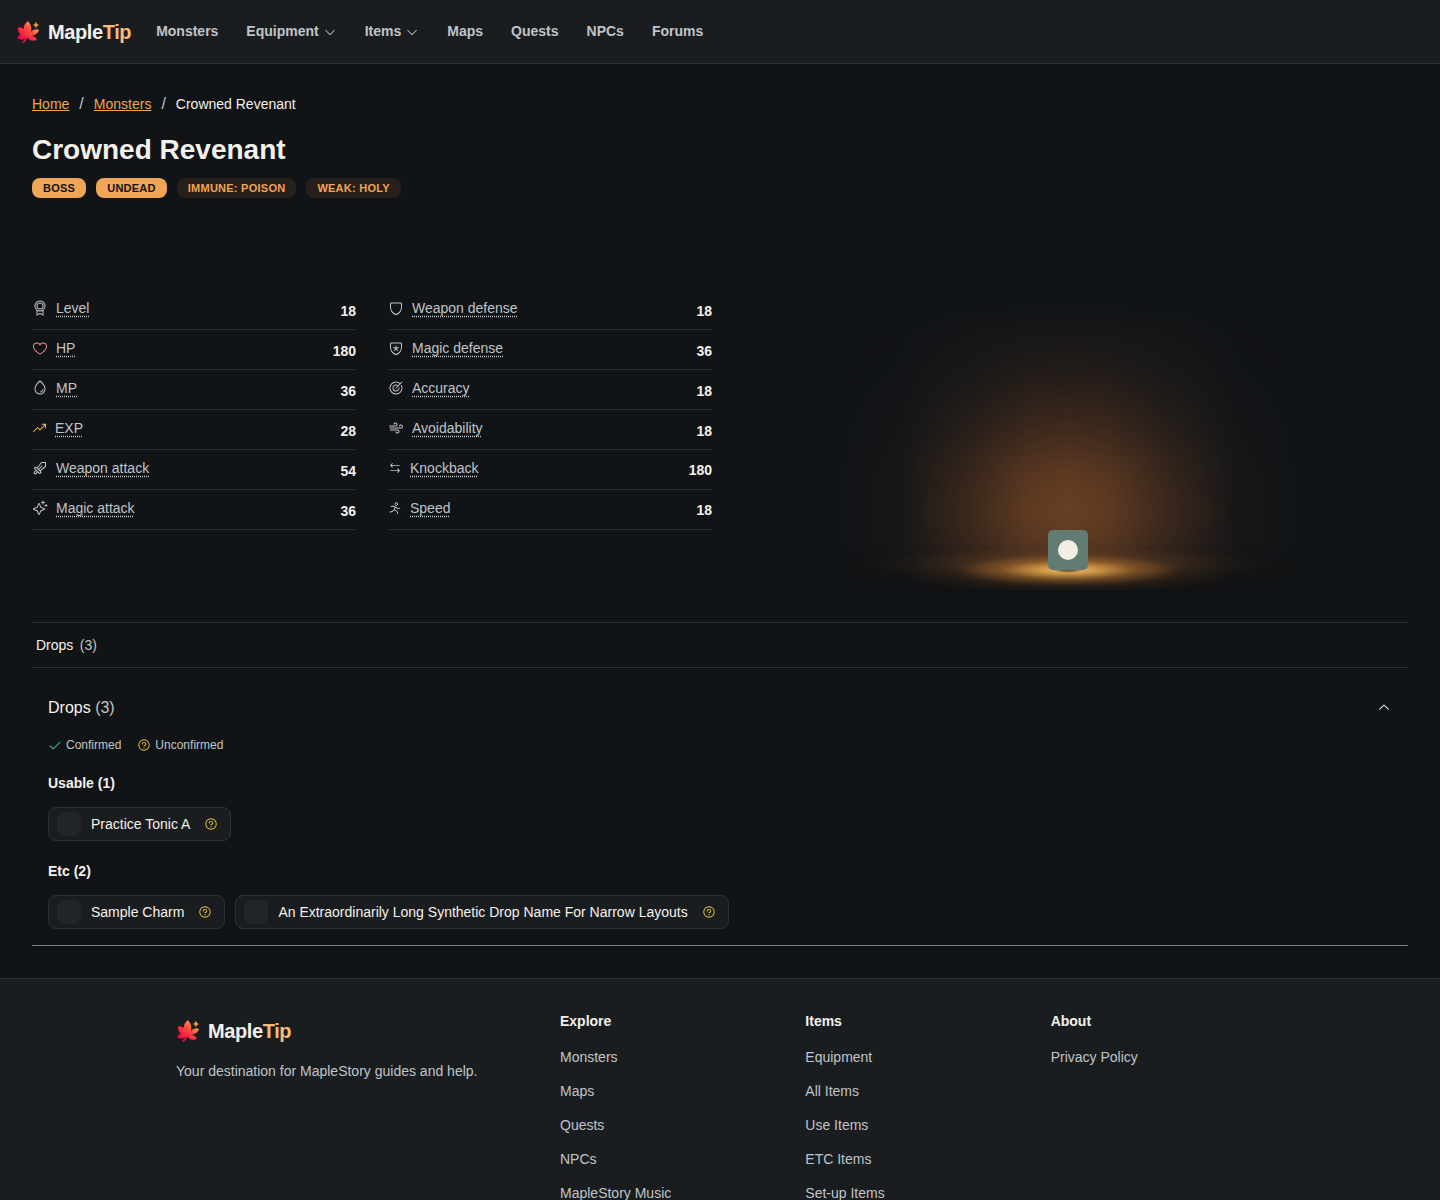 MapleTip Monsters Equipment Items Maps Quests NPCs Forums
Home / Monsters / Crowned Revenant
Crowned Revenant
BOSS UNDEAD IMMUNE: POISON WEAK: HOLY
Level 18
HP 180
MP 36
EXP 28
Weapon attack 54
Magic attack 36
Weapon defense 18
Magic defense 36
Accuracy 18
Avoidability 18
Knockback 180
Speed 18
Drops (3)
Drops (3)
Confirmed Unconfirmed
Usable (1)
Practice Tonic A
Etc (2)
Sample Charm An Extraordinarily Long Synthetic Drop Name For Narrow Layouts
MapleTip
Your destination for MapleStory guides and help.
Explore
Monsters
Maps
Quests
NPCs
MapleStory Music
Items
Equipment
All Items
Use Items
ETC Items
Set-up Items
About
Privacy Policy